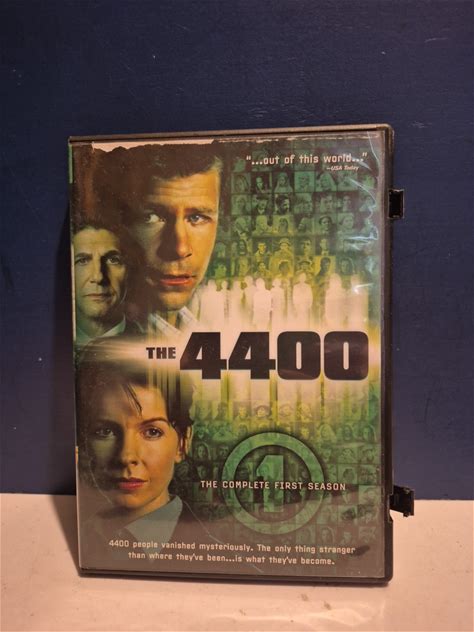 "...out of this world..."
—USA Today
THE 4400
1
THE COMPLETE FIRST SEASON
4400 people vanished mysteriously. The only thing stranger
than where they've been...is what they've become.